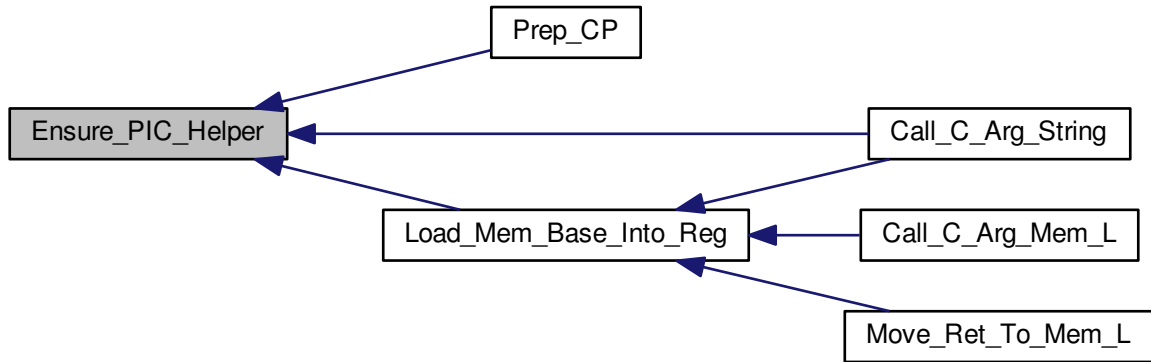 Prep_CP
Ensure_PIC_Helper
Call_C_Arg_String
Load_Mem_Base_Into_Reg
Call_C_Arg_Mem_L
Move_Ret_To_Mem_L